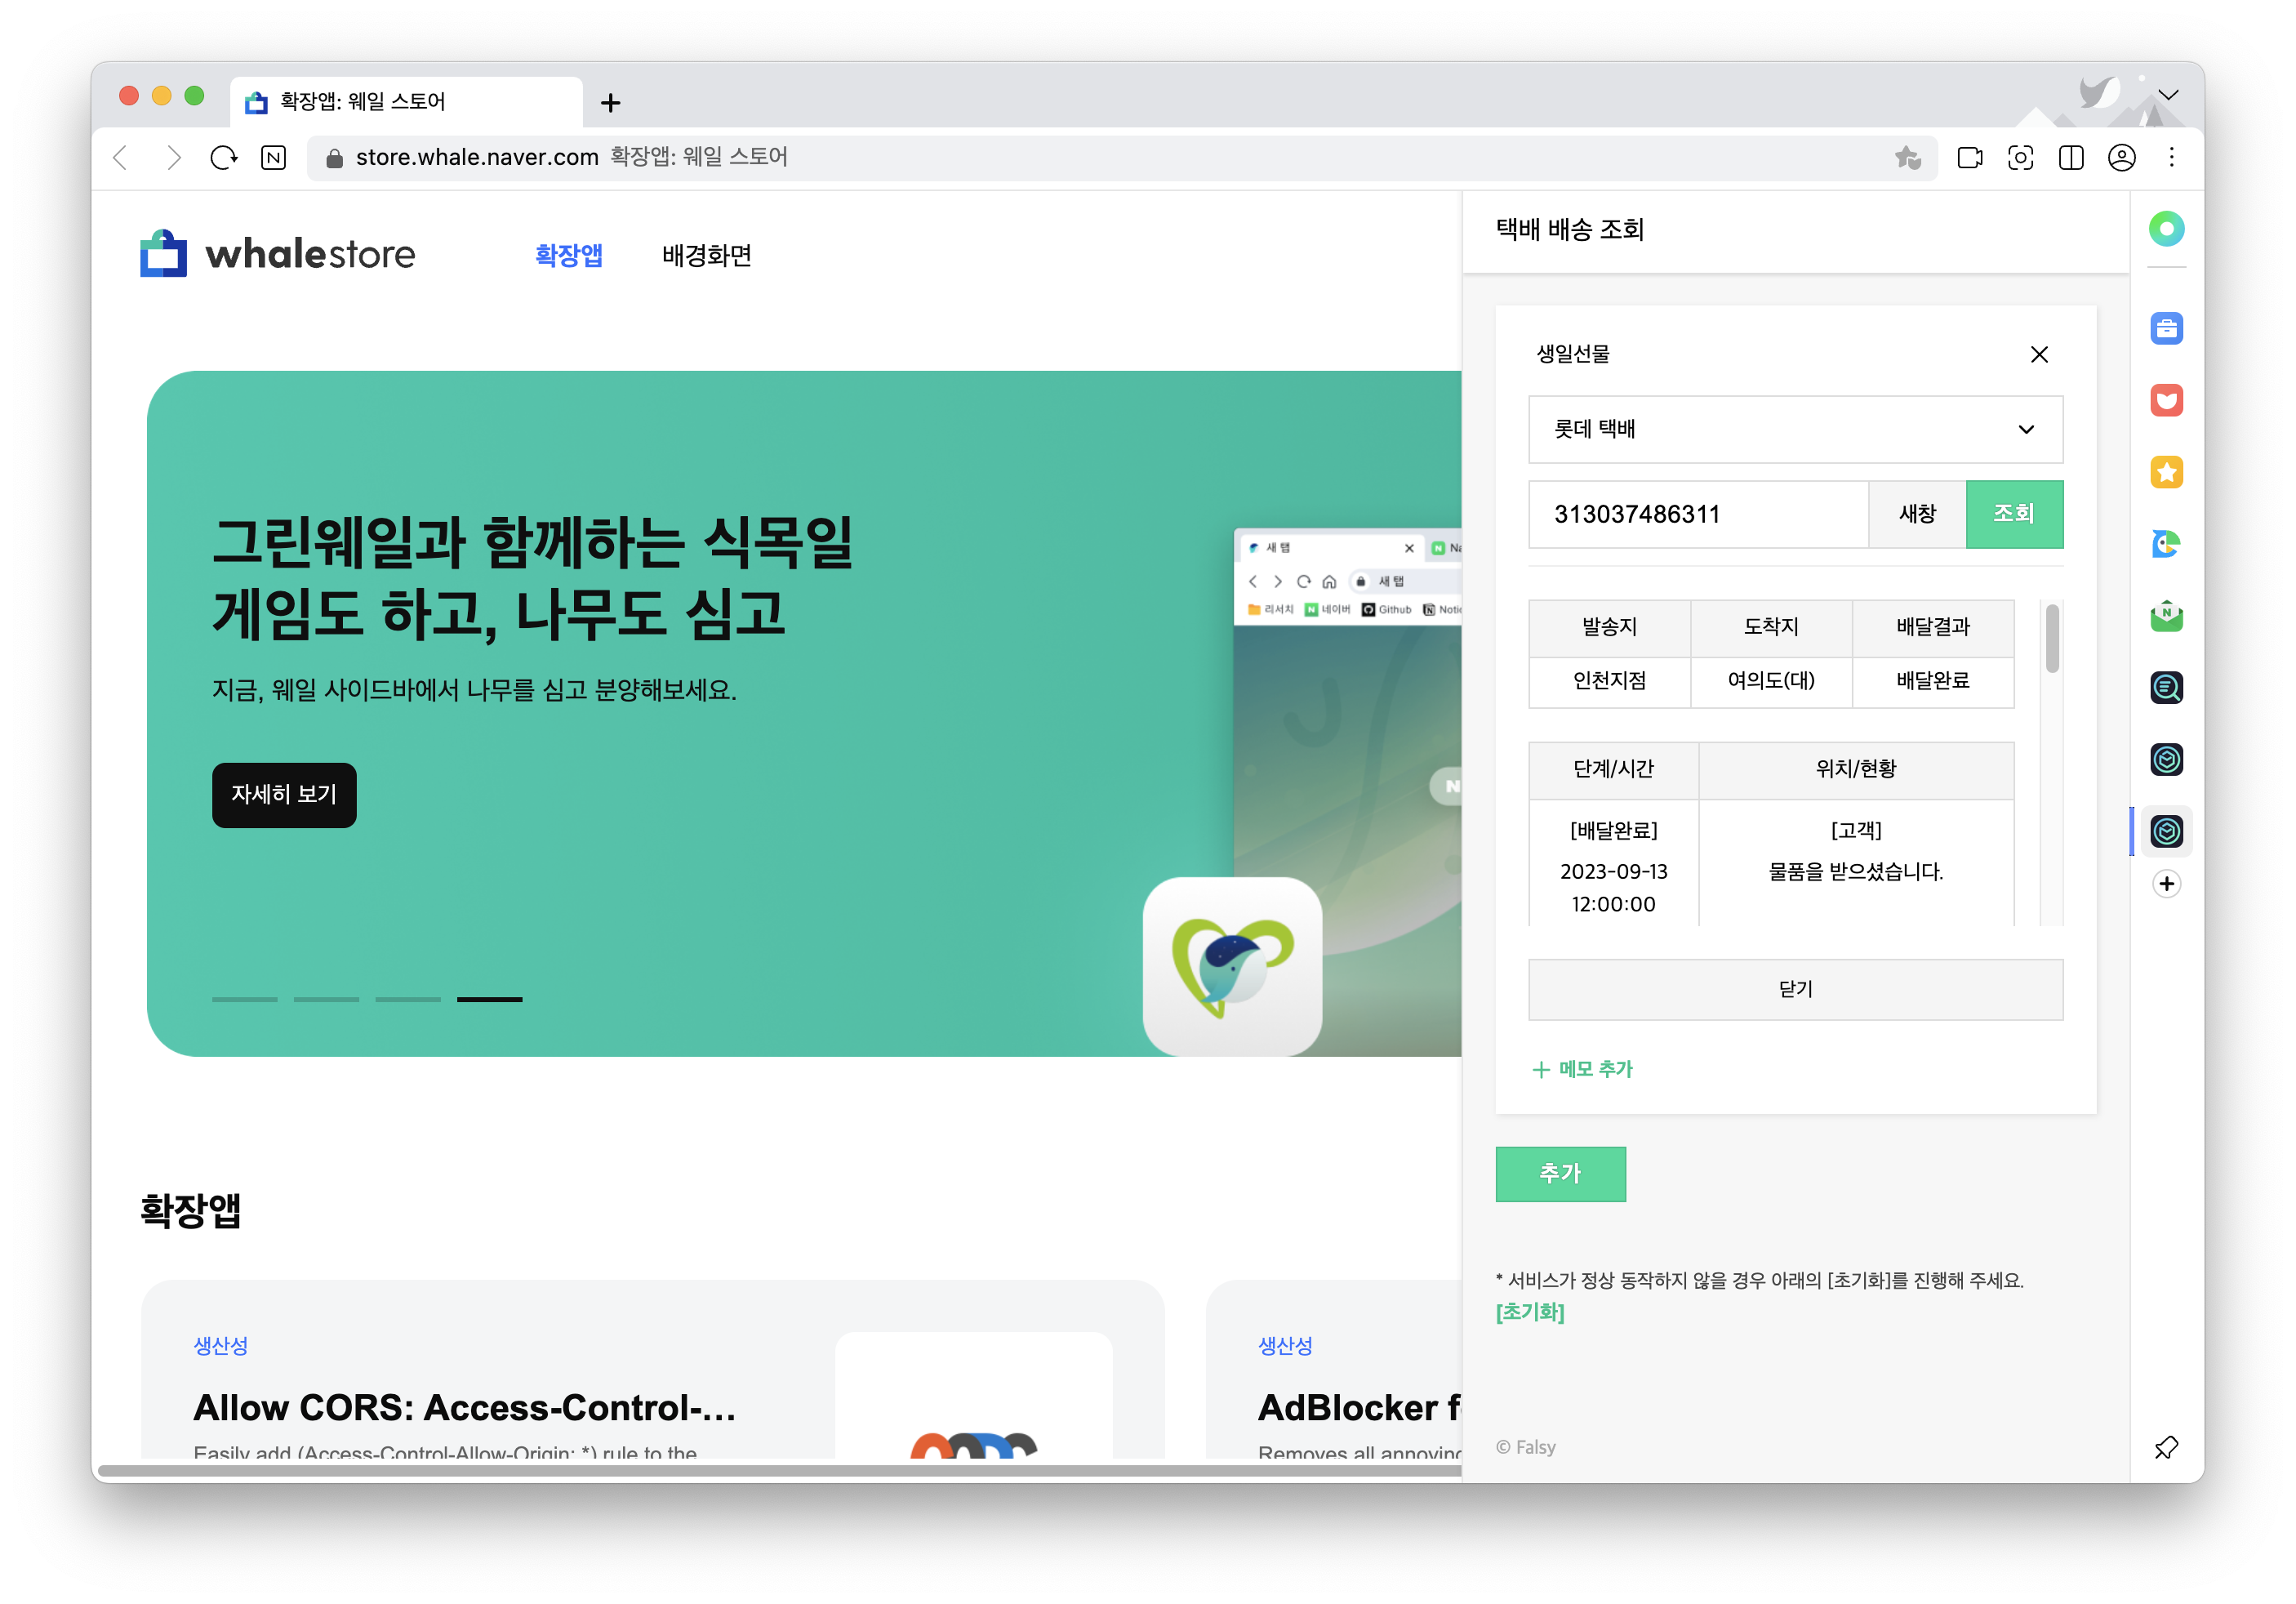 확장앱: 웨일 스토어
store.whale.naver.com 확장앱: 웨일 스토어
whalestore
확장앱
배경화면
그린웨일과 함께하는 식목일
게임도 하고, 나무도 심고
지금, 웨일 사이드바에서 나무를 심고 분양해보세요.
자세히 보기
새 탭
Na
새 탭
리서치
네이버
Github
Notic
확장앱
생산성
Allow CORS: Access-Control-...
Easily add (Access-Control-Allow-Origin: *) rule to the
생산성
AdBlocker f
Removes all annoying
택배 배송 조회
생일선물
롯데 택배
313037486311
새창
조회
발송지
도착지
배달결과
인천지점
여의도(대)
배달완료
단계/시간
위치/현황
[배달완료]
2023-09-13
12:00:00
[고객]
물품을 받으셨습니다.
닫기
+ 메모 추가
추가
* 서비스가 정상 동작하지 않을 경우 아래의 [초기화]를 진행해 주세요.
[초기화]
© Falsy